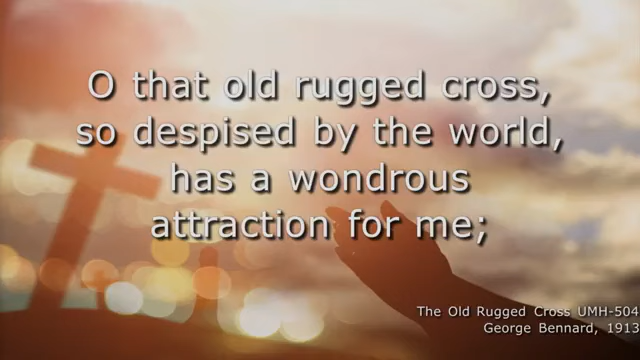 O that old rugged cross,
so despised by the world,
has a wondrous
attraction for me;
The Old Rugged Cross UMH-504
George Bennard, 1913